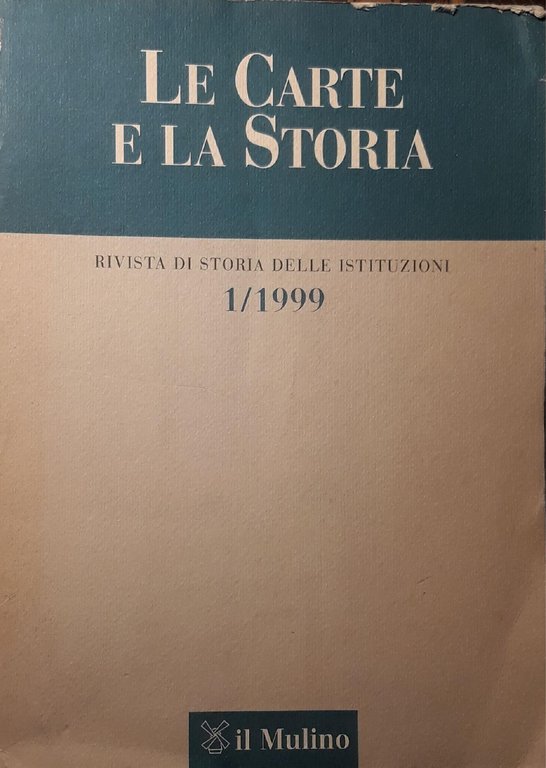 LE CARTE
E LA STORIA
RIVISTA DI STORIA DELLE ISTITUZIONI
1/1999
il Mulino